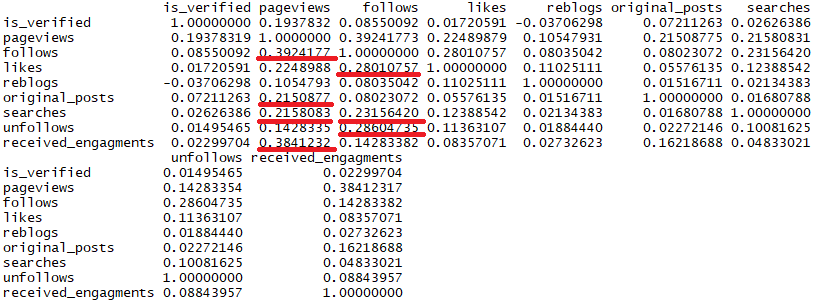 is_verified pageviews follows likes reblogs original_posts searches
is_verified 1.00000000 0.1937832 0.08550092 0.01720591 -0.03706298 0.07211263 0.02626386
pageviews 0.19378319 1.0000000 0.39241773 0.22489879 0.10547931 0.21508775 0.21580831
follows 0.08550092 0.3924177 1.00000000 0.28010757 0.08035042 0.08023072 0.23156420
likes 0.01720591 0.2248988 0.28010757 1.00000000 0.11025111 0.05576135 0.12388542
reblogs -0.03706298 0.1054793 0.08035042 0.11025111 1.00000000 0.01516711 0.02134383
original_posts 0.07211263 0.2150877 0.08023072 0.05576135 0.01516711 1.00000000 0.01680788
searches 0.02626386 0.2158083 0.23156420 0.12388542 0.02134383 0.01680788 1.00000000
unfollows 0.01495465 0.1428335 0.28604735 0.11363107 0.01884440 0.02272146 0.10081625
received_engagments 0.02299704 0.3841232 0.14283382 0.08357071 0.02732623 0.16218688 0.04833021
unfollows received_engagments
is_verified 0.01495465 0.02299704
pageviews 0.14283354 0.38412317
follows 0.28604735 0.14283382
likes 0.11363107 0.08357071
reblogs 0.01884440 0.02732623
original_posts 0.02272146 0.16218688
searches 0.10081625 0.04833021
unfollows 1.00000000 0.08843957
received_engagments 0.08843957 1.00000000